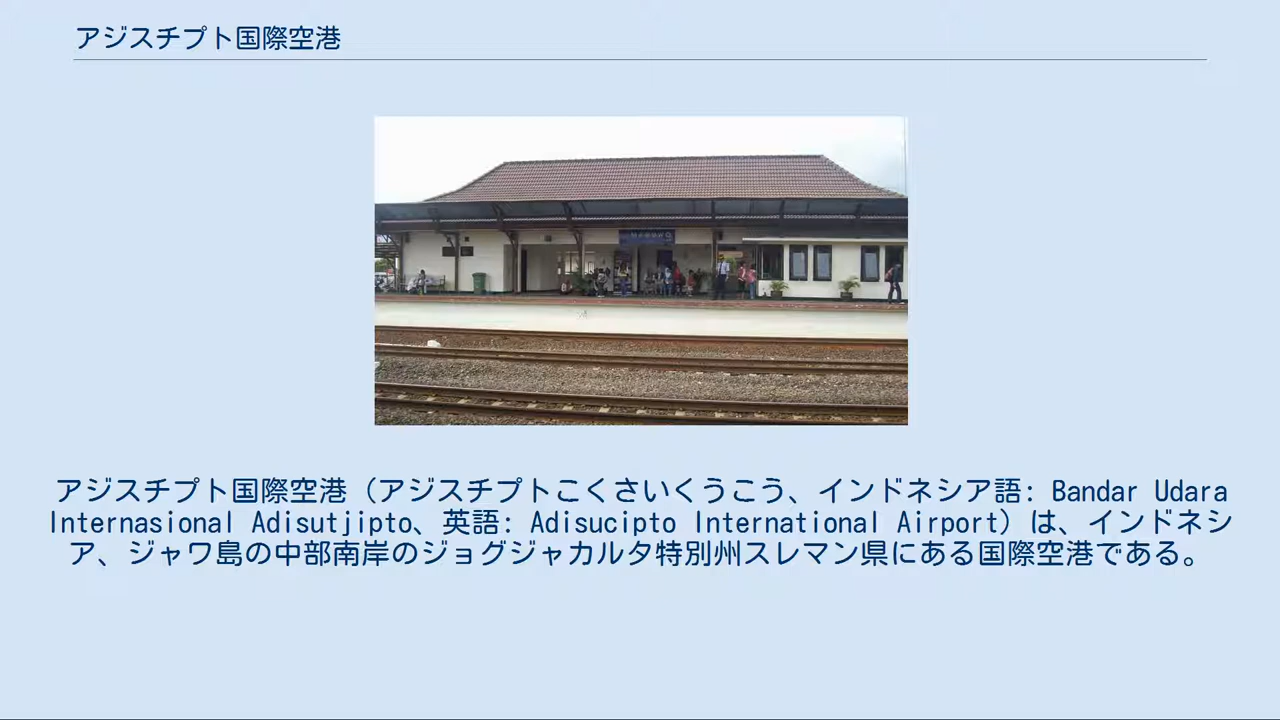 アジスチプト国際空港
アジスチプト国際空港（アジスチプトこくさいくうこう、インドネシア語: Bandar Udara
Internasional Adisutjipto、英語: Adisucipto International Airport）は、インドネシ
ア、ジャワ島の中部南岸のジョグジャカルタ特別州スレマン県にある国際空港である。